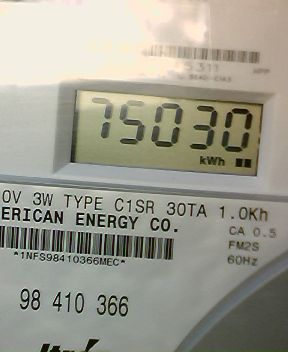 5311
75030
kWh
0V 3W TYPE C1SR 30TA 1.0Kh
ERICAN ENERGY CO.
CA 0.5
FM2S
60Hz
*1NFS98410366MEC*
98 410 366